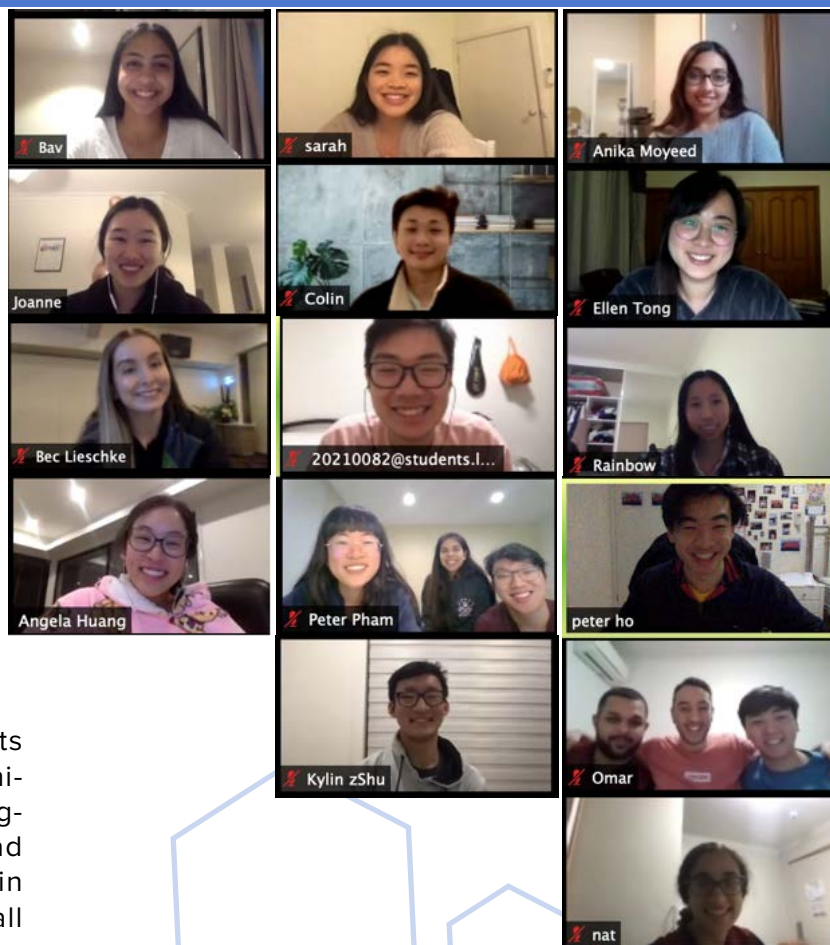 Bav
sarah
Anika Moyeed
Joanne
Colin
Ellen Tong
Bec Lieschke
20210082@students.l...
Rainbow
Angela Huang
Peter Pham
peter ho
Kylin zShu
Omar
nat
ts
ni-
g-
nd
in
all